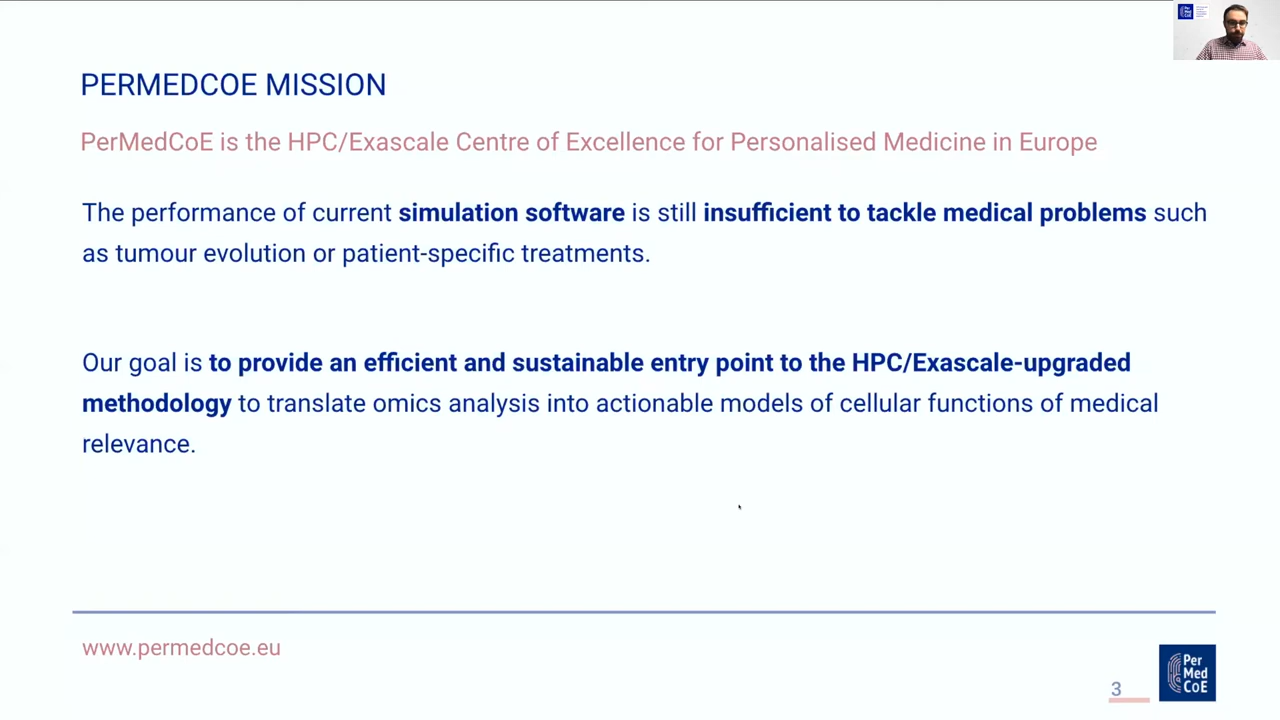 Per
Med
CoE
PERMEDCOE MISSION
PerMedCoE is the HPC/Exascale Centre of Excellence for Personalised Medicine in Europe
The performance of current simulation software is still insufficient to tackle medical problems such
as tumour evolution or patient-specific treatments.
Our goal is to provide an efficient and sustainable entry point to the HPC/Exascale-upgraded
methodology to translate omics analysis into actionable models of cellular functions of medical
relevance.
www.permedcoe.eu
3
Per
Med
CoE